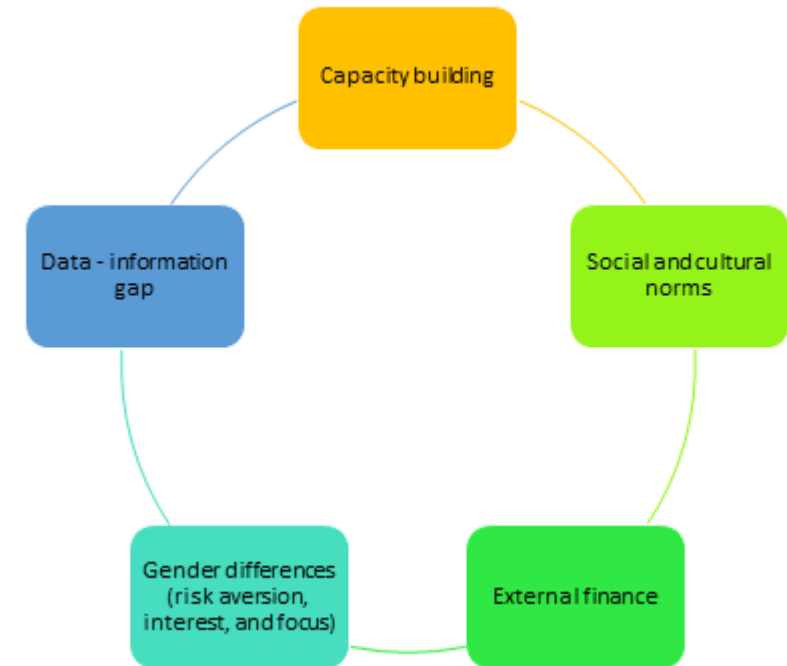 Capacity building
Social and cultural
norms
External finance
Gender differences
(risk aversion,
interest, and focus)
Data - information
gap